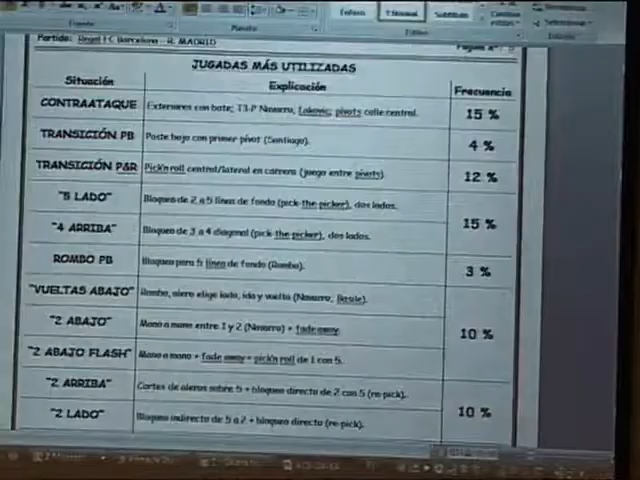 Partido: Regal FC Barcelona - R. MADRID
JUGADAS MÁS UTILIZADAS
Situación Explicación Frecuencia
CONTRAATAQUE Exteriores con bote; T3-P Navarro, Lakovic; pivots calle central. 15 %
TRANSICIÓN PB Poste bajo con primer pivot (Santiago). 4 %
TRANSICIÓN P&R Pick'n roll central/lateral en carrera (juego entre pivots). 12 %
"5 LADO" Bloqueo de 2 a 5 línea de fondo (pick the picker), dos lados.
15 %
"4 ARRIBA" Bloqueo de 3 a 4 diagonal (pick the picker), dos lados.
ROMBO PB Bloqueo para 5 línea de fondo (Rombo). 3 %
"VUELTAS ABAJO" Rombo, alero elige lado, ida y vuelta (Navarro, Basile).
"2 ABAJO" Mano a mano entre 1 y 2 (Navarro) + fade away.
10 %
"2 ABAJO FLASH" Mano a mano + fade away + pick'n roll de 1 con 5.
"2 ARRIBA" Cortes de aleros sobre 5 + bloqueo directo de 2 con 5 (re-pick).
10 %
"2 LADO" Bloqueo indirecto de 5 a 2 + bloqueo directo (re-pick).